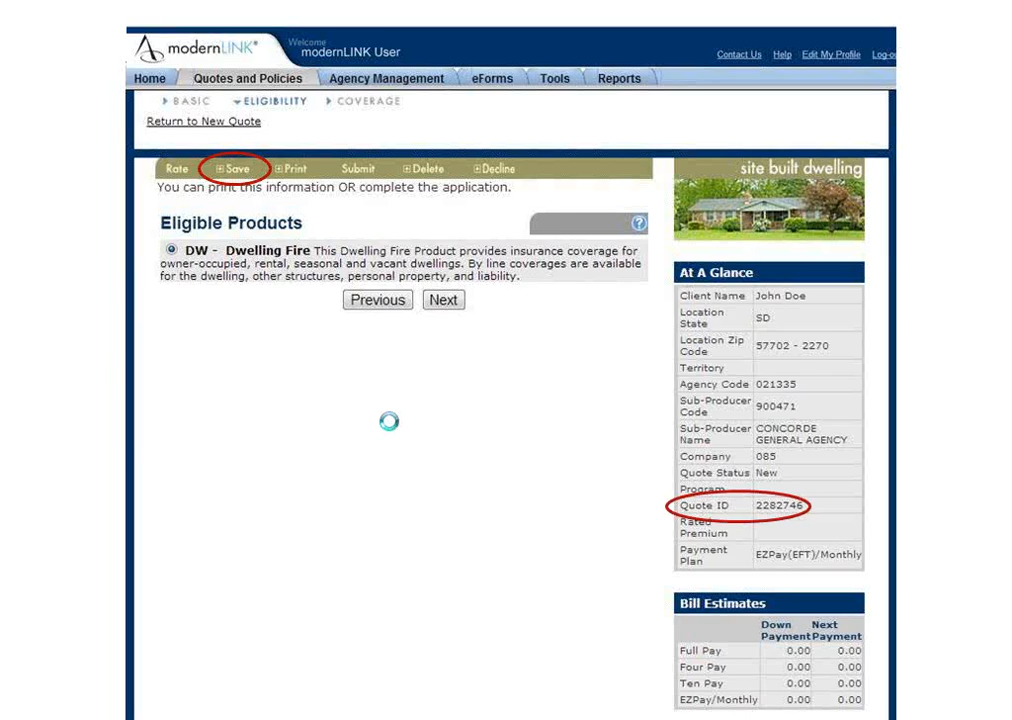 modernLINK®
Welcome
modernLINK User
Contact Us Help Edit My Profile
Home Quotes and Policies Agency Management eForms Tools Reports
BASIC ELIGIBILITY COVERAGE
Return to New Quote
Rate Save Print Submit Delete Decline
You can print this information OR complete the application.
Eligible Products
?
DW - Dwelling Fire This Dwelling Fire Product provides insurance coverage for
owner-occupied, rental, seasonal and vacant dwellings. By line coverages are available
for the dwelling, other structures, personal property, and liability.
Previous Next
site built dwelling
At A Glance
Client Name John Doe
Location State SD
Location Zip Code 57702 - 2270
Territory
Agency Code 021335
Sub-Producer Code 900471
Sub-Producer Name CONCORDE GENERAL AGENCY
Company 085
Quote Status New
Program
Quote ID 2282746
Rated Premium
Payment Plan EZPay(EFT)/Monthly
Bill Estimates
Down Payment Next Payment
Full Pay 0.00 0.00
Four Pay 0.00 0.00
Ten Pay 0.00 0.00
EZPay/Monthly 0.00 0.00